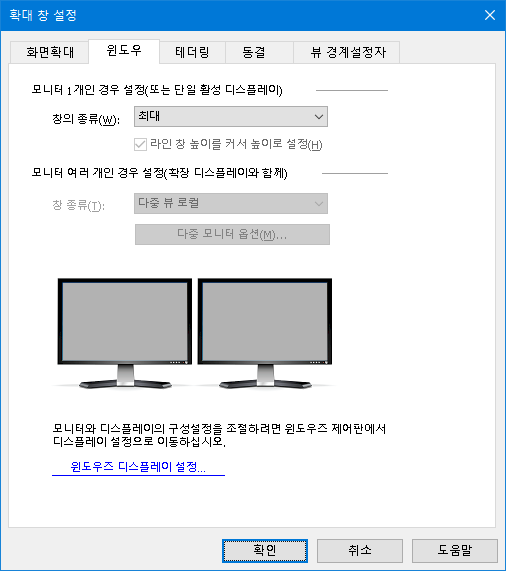 확대 창 설정
화면확대
윈도우
테더링
동결
뷰 경계설정자
모니터 1개인 경우 설정(또는 단일 활성 디스플레이)
창의 종류(W):
최대
라인 창 높이를 커서 높이로 설정(H)
모니터 여러 개인 경우 설정(확장 디스플레이와 함께)
창 종류(T):
다중 뷰 로컬
다중 모니터 옵션(M)...
모니터와 디스플레이의 구성설정을 조절하려면 윈도우즈 제어판에서
디스플레이 설정으로 이동하십시오.
윈도우즈 디스플레이 설정...
확인
취소
도움말